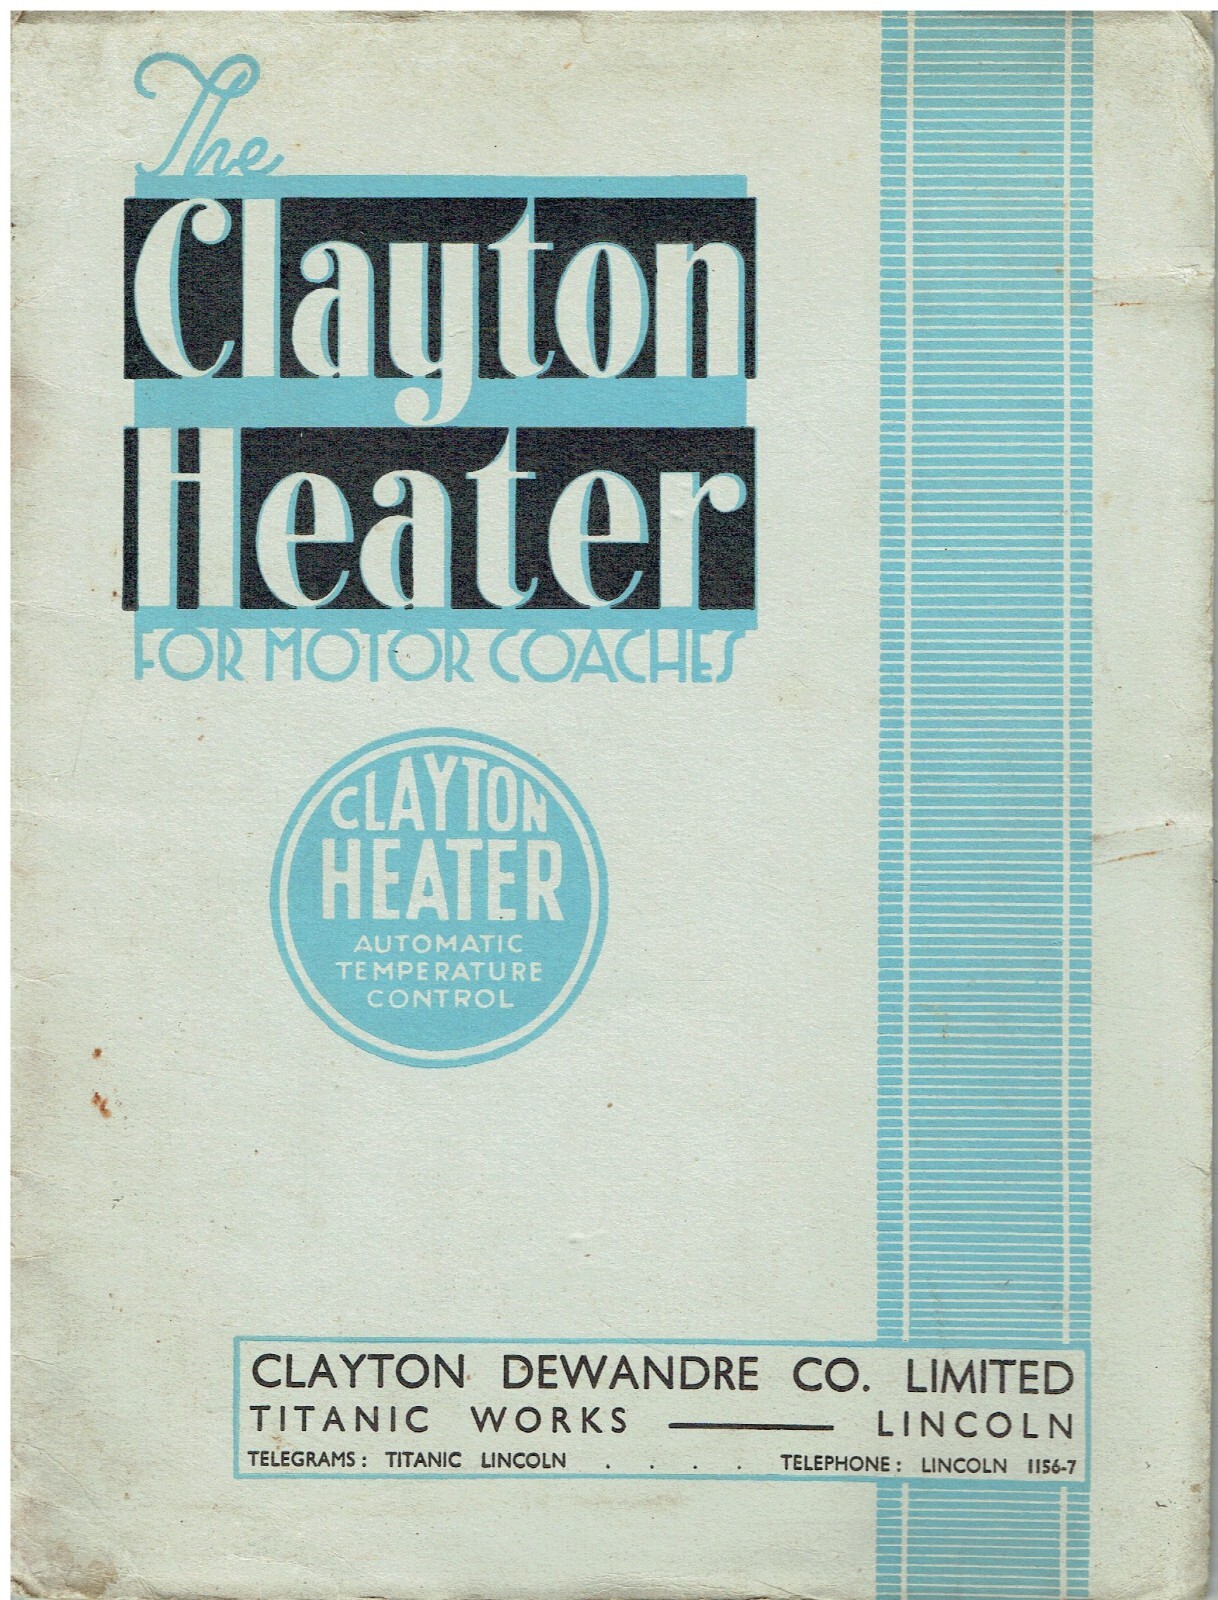 The
Clayton
Heater
FOR MOTOR COACHES
CLAYTON
HEATER
AUTOMATIC
TEMPERATURE
CONTROL
CLAYTON DEWANDRE CO. LIMITED
TITANIC WORKS — LINCOLN
TELEGRAMS: TITANIC LINCOLN . . . . TELEPHONE: LINCOLN 1156-7